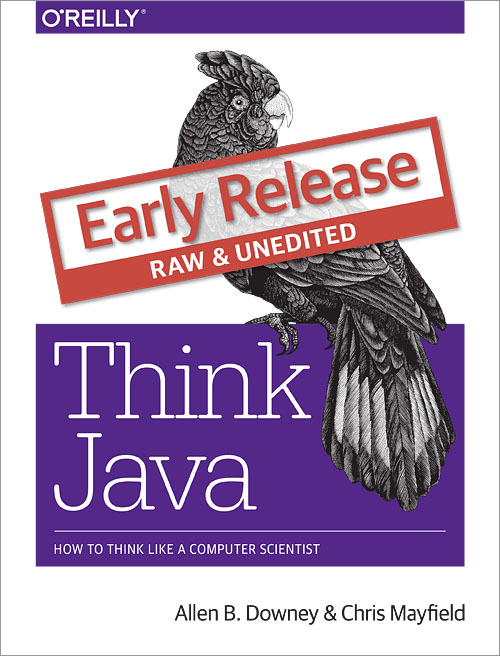 O'REILLY®
Early Release
RAW & UNEDITED
Think
Java
HOW TO THINK LIKE A COMPUTER SCIENTIST
Allen B. Downey & Chris Mayfield